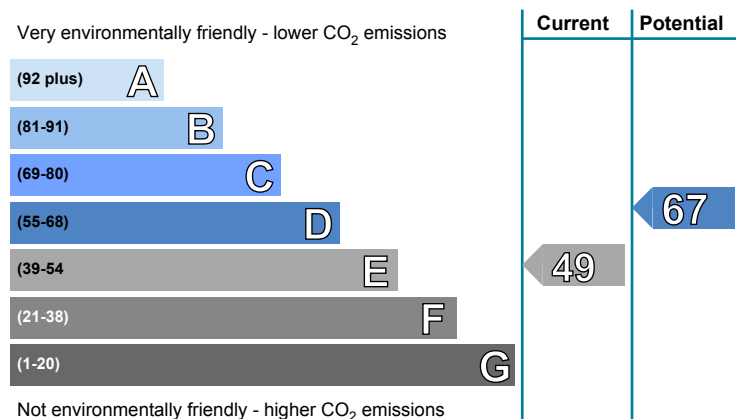 Current Potential
Very environmentally friendly - lower CO₂ emissions
(92 plus) A
(81-91) B
(69-80) C
(55-68) D
67
(39-54 E
49
(21-38) F
(1-20) G
Not environmentally friendly - higher CO₂ emissions